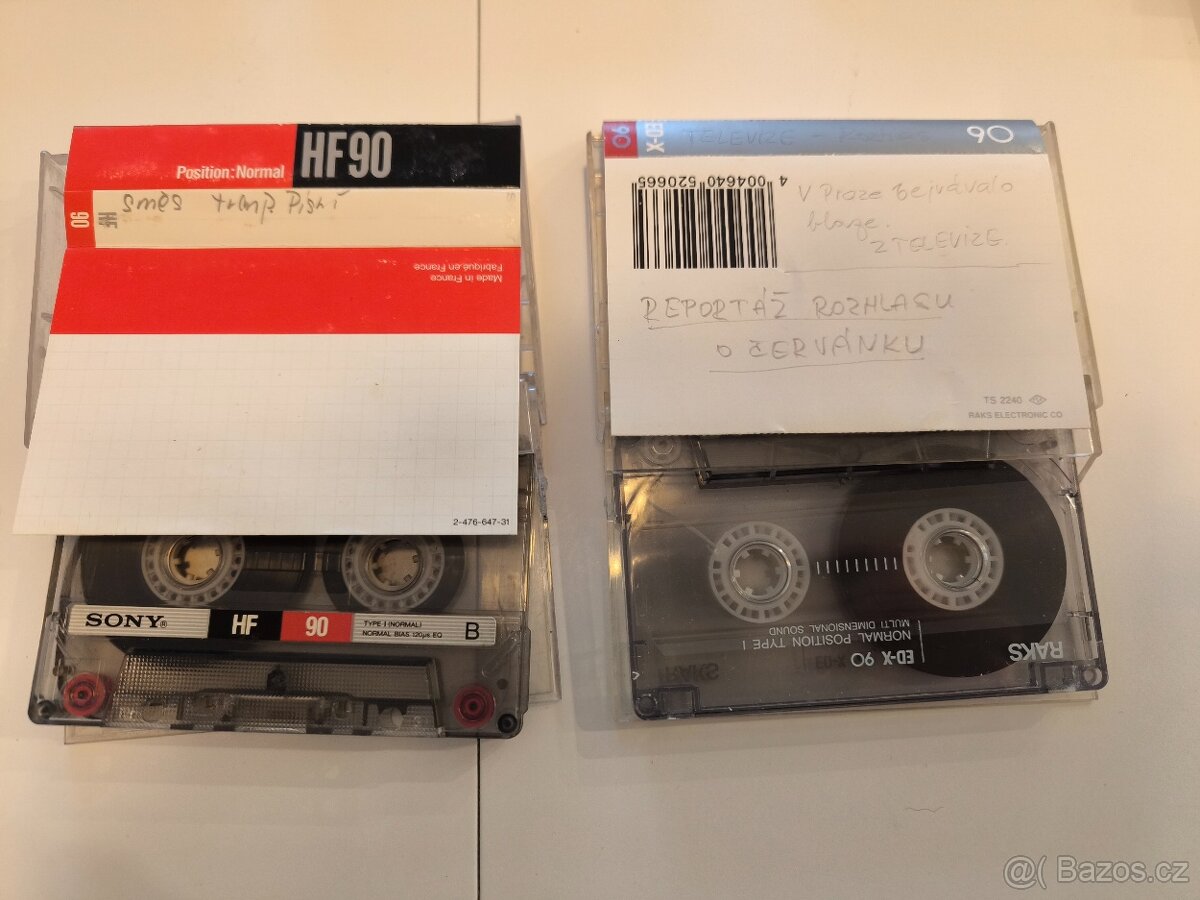 HF90
Position: Normal
HF
90
Směs tramp Písní
Made in France
Fabriqué en France
2-476-647-31
SONY®
HF
90
TYPE I (NORMAL)
NORMAL BIAS 120µs EQ
B
90
ED-X
TELEVIZE -
90
4 004640 520665
V Praze bejvávalo
blaze.
Z TELEVIZE.
REPORTÁŽ ROZHLASU
O ČERVÁNKU
TS 2240
RAKS ELECTRONIC CO
RAKS
ED-X 90
NORMAL POSITION TYPE I
MULTI DIMENSIONAL SOUND
@( Bazos.cz